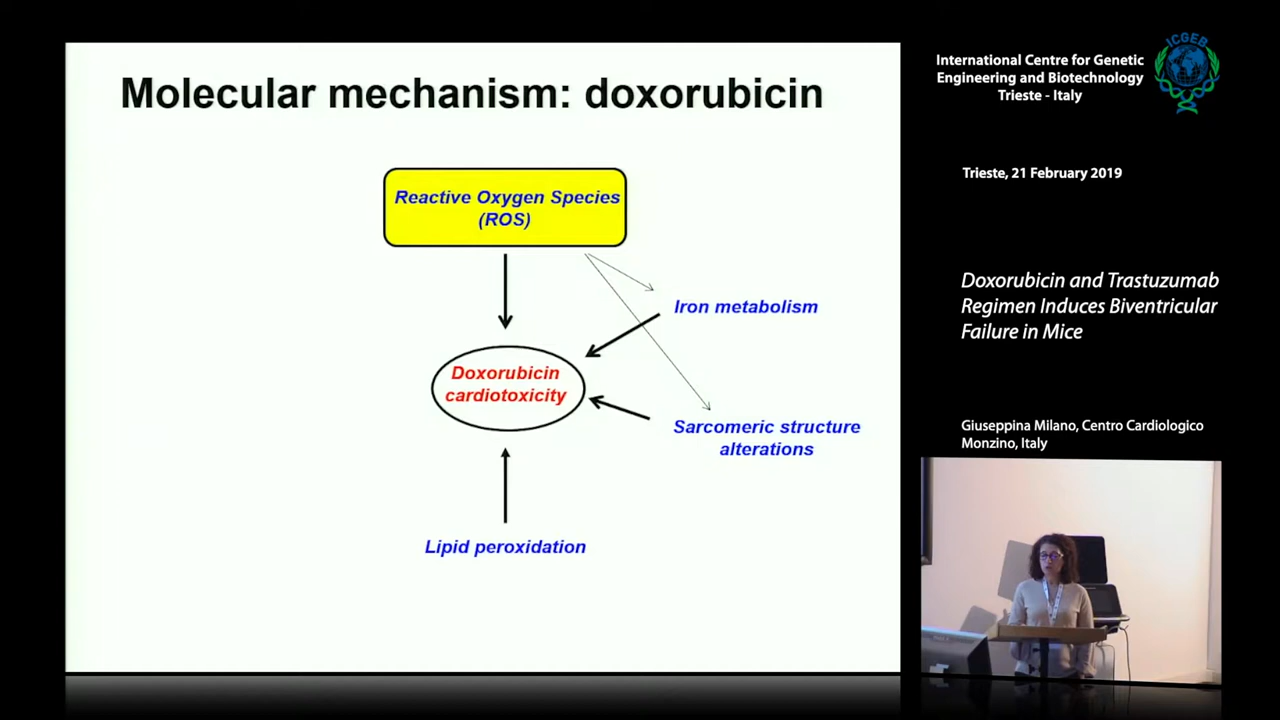 Molecular mechanism: doxorubicin
Reactive Oxygen Species
(ROS)
Iron metabolism
Doxorubicin
cardiotoxicity
Sarcomeric structure
alterations
Lipid peroxidation
International Centre for Genetic
Engineering and Biotechnology
Trieste - Italy
ICGEB
Trieste, 21 February 2019
Doxorubicin and Trastuzumab
Regimen Induces Biventricular
Failure in Mice
Giuseppina Milano, Centro Cardiologico
Monzino, Italy